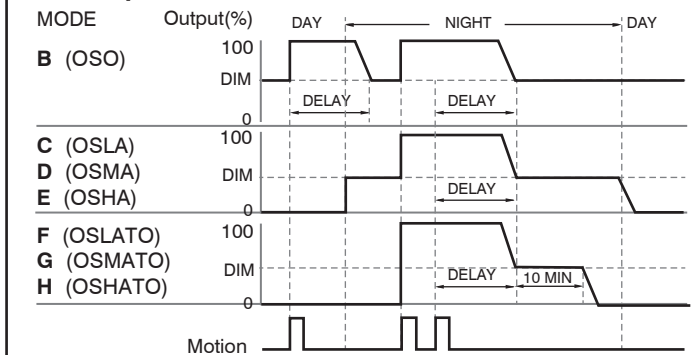 MODE Output(%) DAY NIGHT DAY
100
B (OSO)
DIM
DELAY DELAY
0
100
C (OSLA)
D (OSMA) DIM
DELAY
E (OSHA)
0
F (OSLATO) 100
G (OSMATO)
DIM DELAY 10 MIN
H (OSHATO)
0
Motion